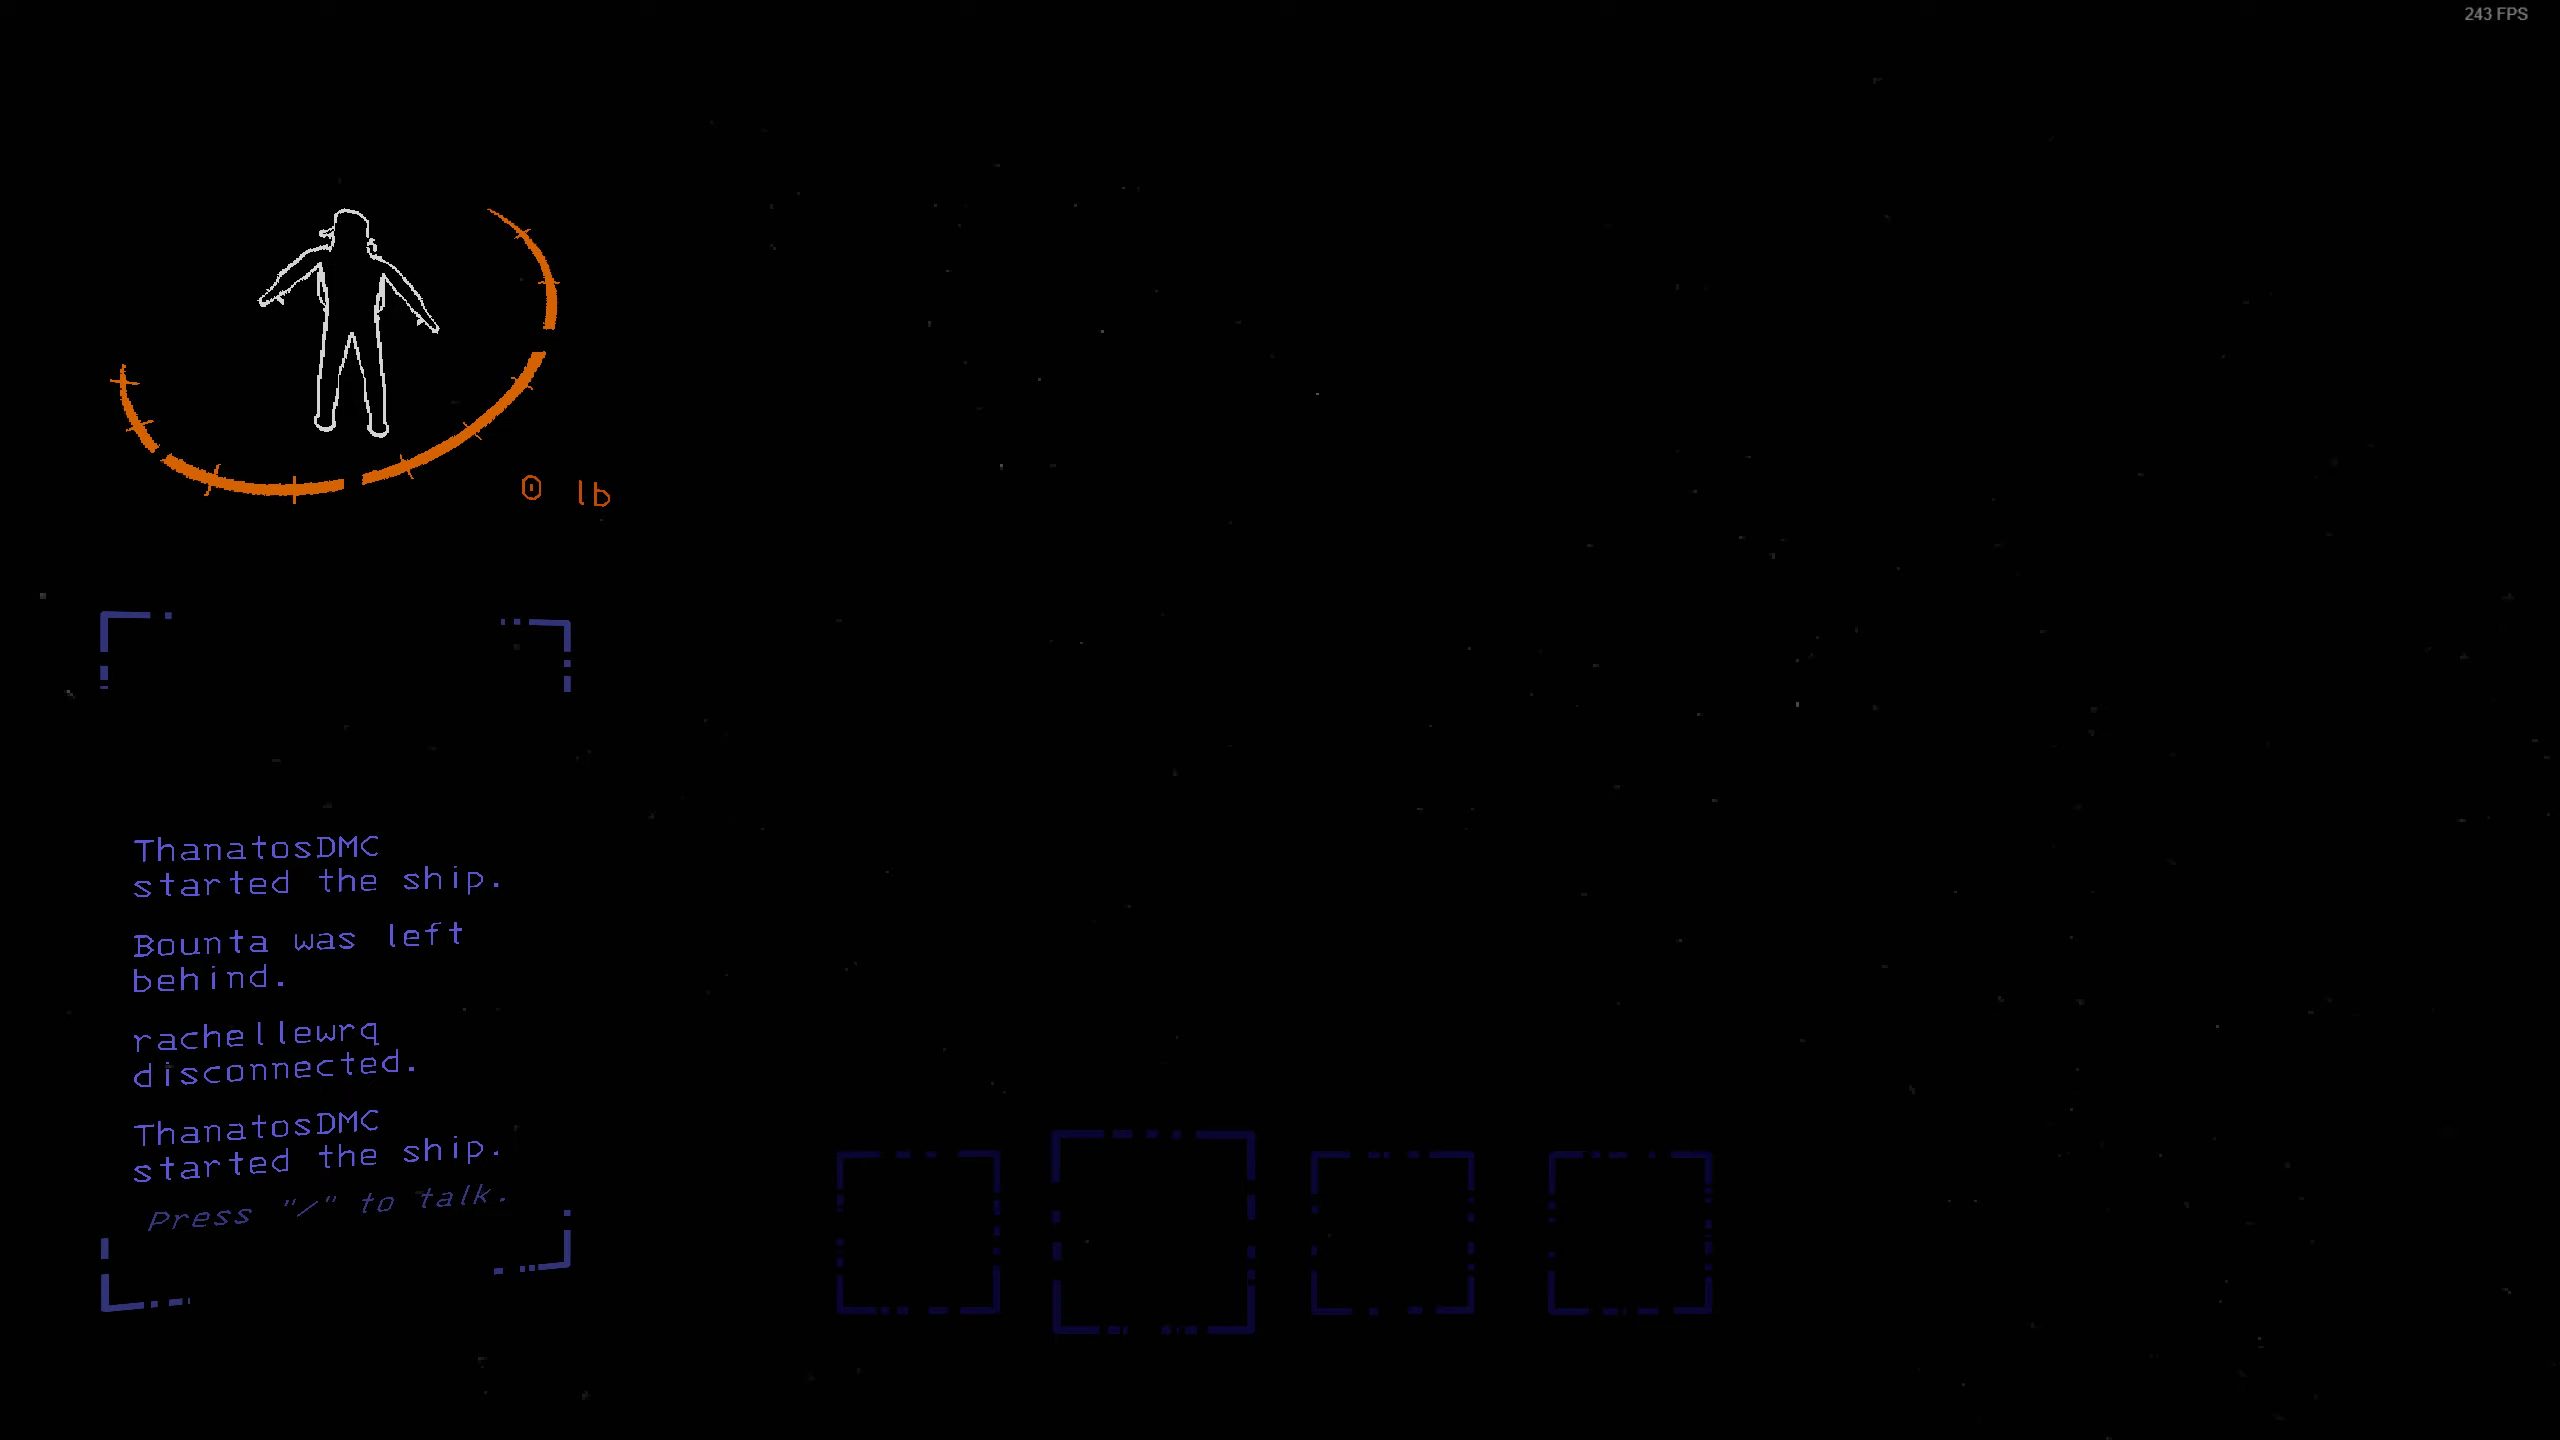 243 FPS
0 lb
ThanatosDMC
started the ship.
Bounta was left
behind.
rachellewrq
disconnected.
ThanatosDMC
started the ship.
Press "/" to talk.